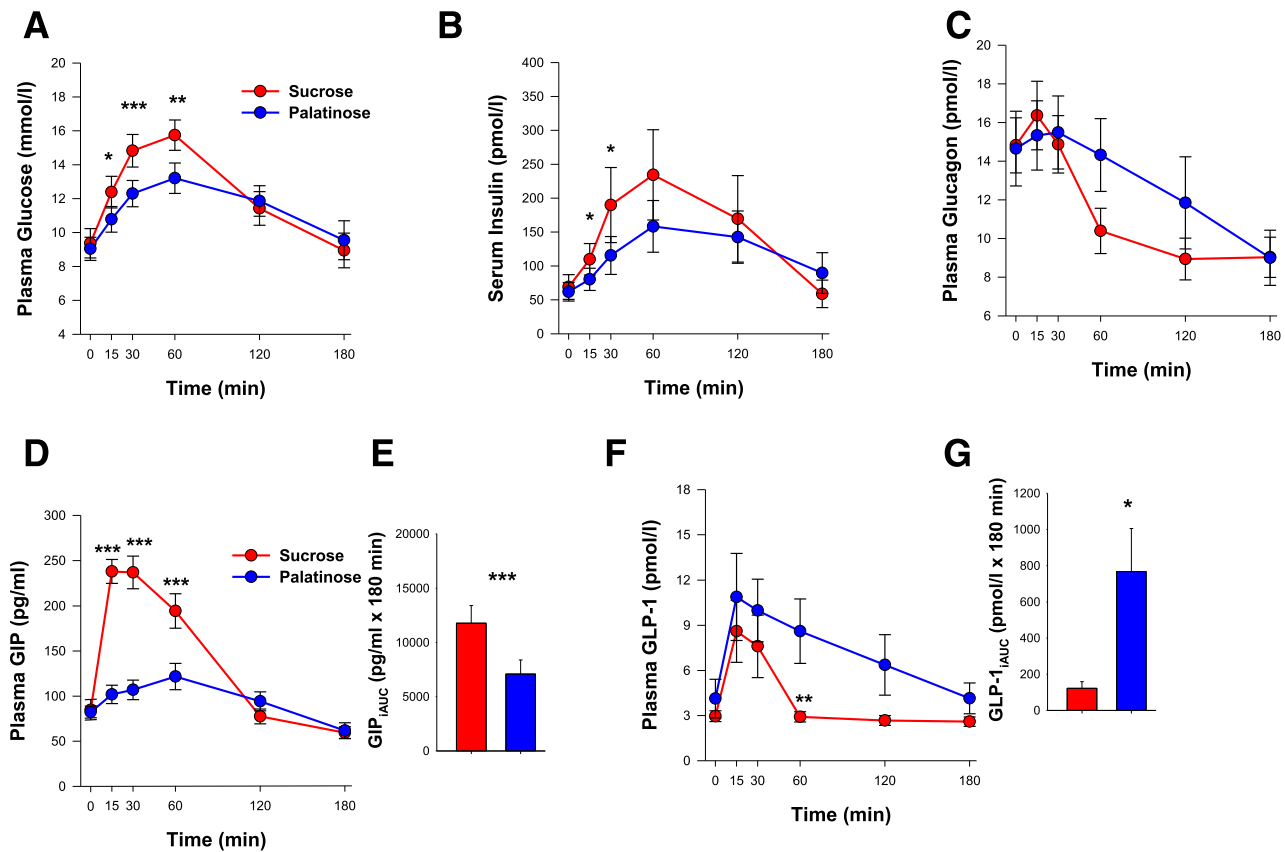 A
Plasma Glucose (mmol/l)
20
18
16
14
12
10
8
6
4
***
**
*
Sucrose
Palatinose
0 15 30 60 120 180
Time (min)
B
Serum Insulin (pmol/l)
400
350
300
250
200
150
100
50
0
*
*
0 15 30 60 120 180
Time (min)
C
Plasma Glucagon (pmol/l)
20
18
16
14
12
10
8
6
0 15 30 60 120 180
Time (min)
D
Plasma GIP (pg/ml)
300
250
200
150
100
50
0
*** ***
***
Sucrose
Palatinose
0 15 30 60 120 180
Time (min)
E
GIPiAUC (pg/ml x 180 min)
20000
15000
10000
5000
0
***
F
Plasma GLP-1 (pmol/l)
18
15
12
9
6
3
0
**
0 15 30 60 120 180
Time (min)
G
GLP-1iAUC (pmol/l x 180 min)
1200
1000
800
600
400
200
0
*